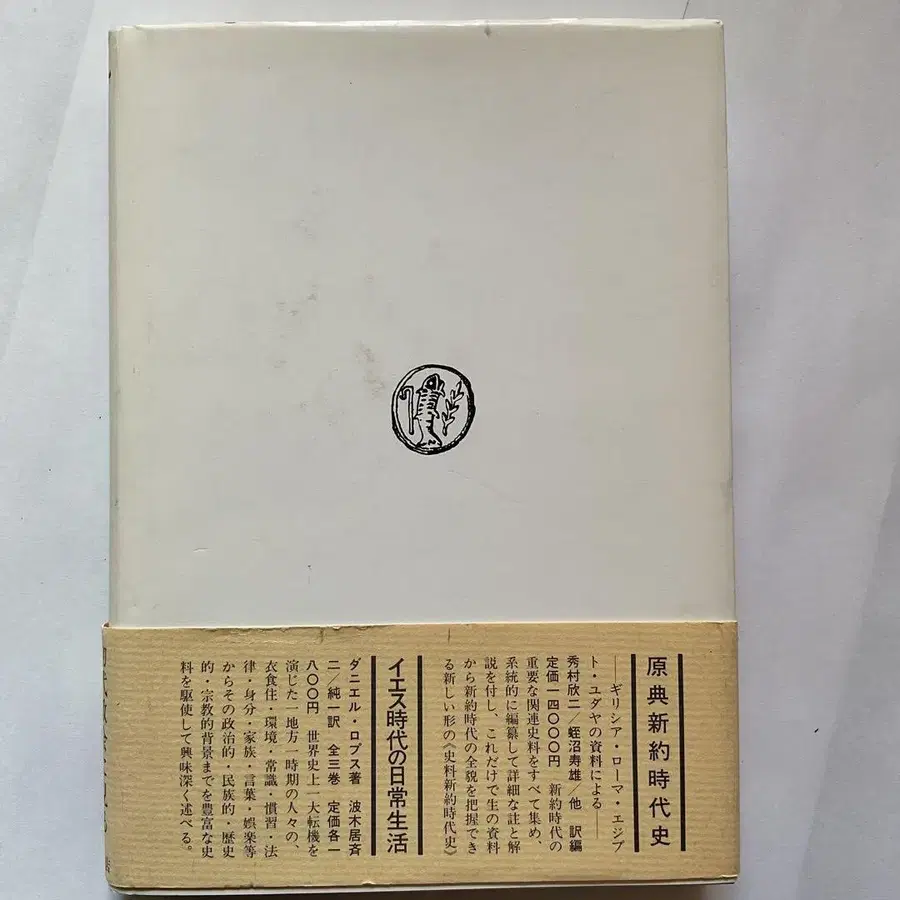 原典新約時代史
――ギリシア・ローマ・エジプ
ト・ユダヤの資料による――
秀村欣二／蛭沼寿雄／他　訳編
定価一四〇〇〇円　新約時代の
重要な関連史料をすべて集め、
系統的に編纂して詳細な註と解
説を付し、これだけで生の資料
から新約時代の全貌を把握でき
る新しい形の《史料新約時代史》
イエス時代の日常生活
ダニエル・ロプス著　波木居斉
二／純一訳　全三巻　定価各一
八〇〇円　世界史上一大転機を
演じた一地方一時期の人々の、
衣食住・環境・常識・慣習・法
律・身分・家族・言葉・娯楽等
からその政治的・民族的・歴史
的・宗教的背景までを豊富な史
料を駆使して興味深く述べる。